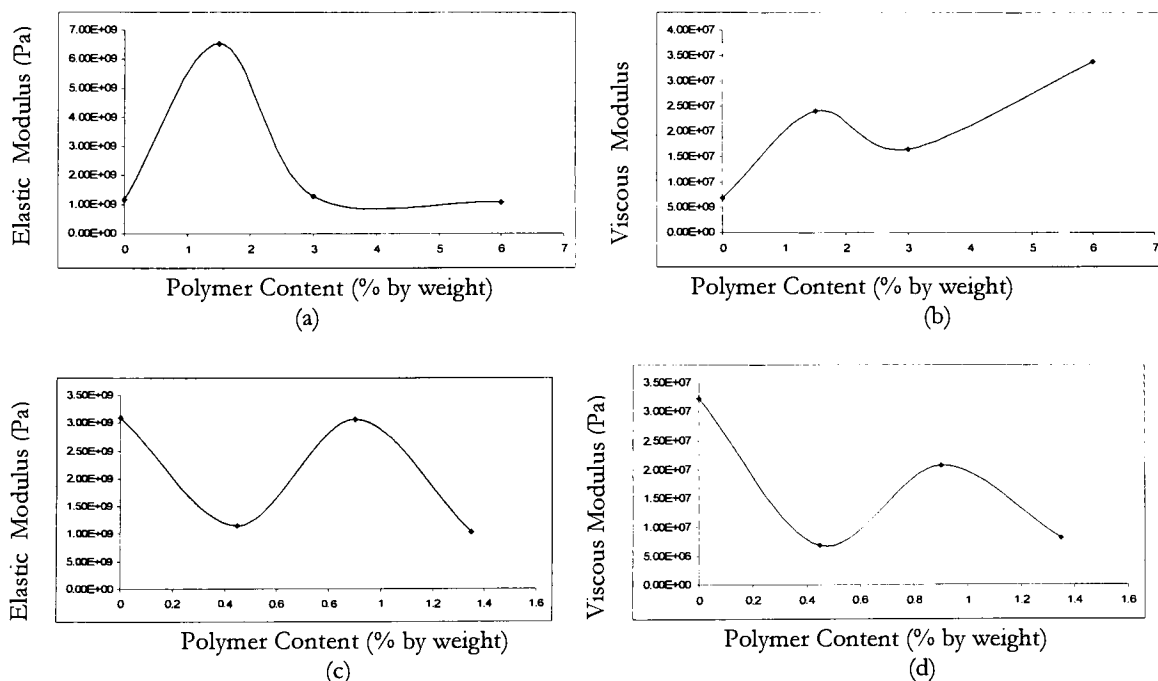 Elastic Modulus (Pa)
7.00E+09
6.00E+09
5.00E+09
4.00E+09
3.00E+09
2.00E+09
1.00E+09
0.00E+00
0 1 2 3 4 5 6 7
Polymer Content (% by weight)
(a)
Viscous Modulus
4.00E+07
3.50E+07
3.00E+07
2.50E+07
2.00E+07
1.50E+07
1.00E+07
5.00E+06
0.00E+00
0 1 2 3 4 5 6 7
Polymer Content (% by weight)
(b)
Elastic Modulus (Pa)
3.50E+09
3.00E+09
2.50E+09
2.00E+09
1.50E+09
1.00E+09
5.00E+08
0.00E+00
0 0.2 0.4 0.6 0.8 1 1.2 1.4 1.6
Polymer Content (% by weight)
(c)
Viscous Modulus (Pa)
3.50E+07
3.00E+07
2.50E+07
2.00E+07
1.50E+07
1.00E+07
5.00E+06
0.00E+00
0 0.2 0.4 0.6 0.8 1 1.2 1.4 1.6
Polymer Content (% by weight)
(d)